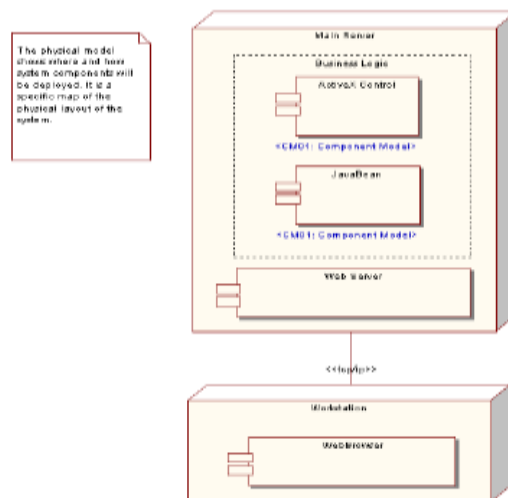 The physical model
shows where and how
system components will
be deployed. It is a
specific map of the
physical layout of the
system.
Main Server
Business Logic
ActiveX Control
<CM01: Component Model>
JavaBean
<CM01: Component Model>
Web Server
<<tcp/ip>>
Workstation
WebBrowser